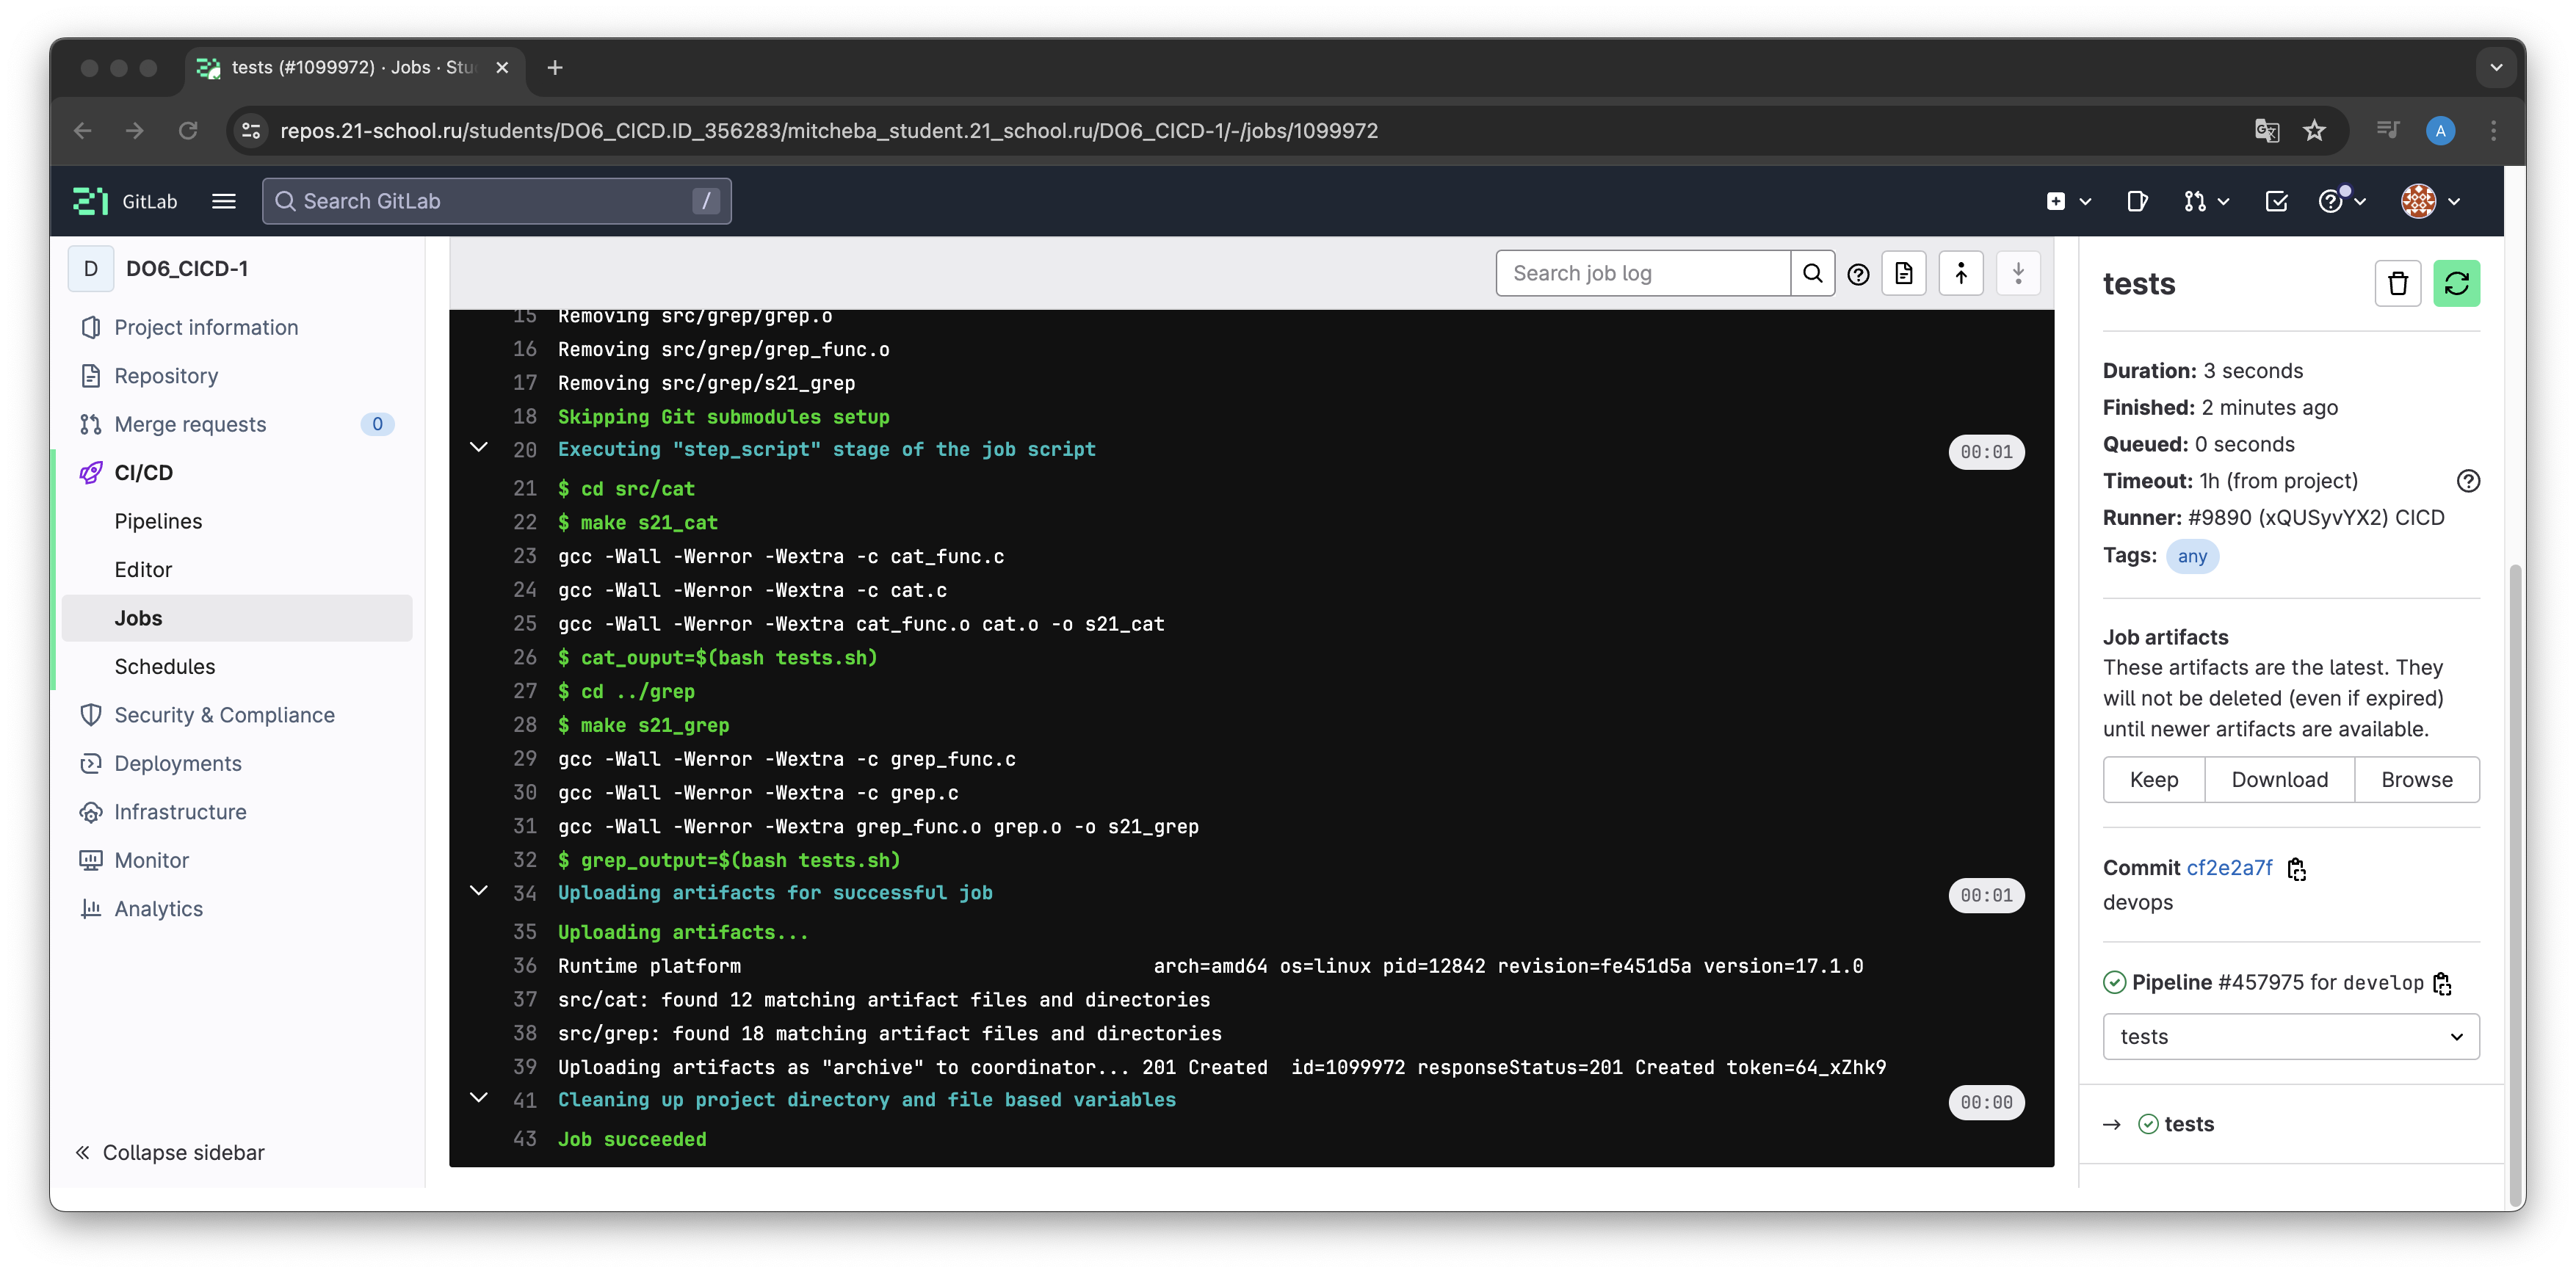 tests (#1099972) · Jobs · Stu
repos.21-school.ru/students/DO6_CICD.ID_356283/mitcheba_student.21_school.ru/DO6_CICD-1/-/jobs/1099972
A
GitLab
Search GitLab
/
D
DO6_CICD-1
Project information
Repository
Merge requests
0
CI/CD
Pipelines
Editor
Jobs
Schedules
Security & Compliance
Deployments
Infrastructure
Monitor
Analytics
Collapse sidebar
Search job log
15 Removing src/grep/grep.o
16 Removing src/grep/grep_func.o
17 Removing src/grep/s21_grep
18 Skipping Git submodules setup
20 Executing "step_script" stage of the job script
00:01
21 $ cd src/cat
22 $ make s21_cat
23 gcc -Wall -Werror -Wextra -c cat_func.c
24 gcc -Wall -Werror -Wextra -c cat.c
25 gcc -Wall -Werror -Wextra cat_func.o cat.o -o s21_cat
26 $ cat_ouput=$(bash tests.sh)
27 $ cd ../grep
28 $ make s21_grep
29 gcc -Wall -Werror -Wextra -c grep_func.c
30 gcc -Wall -Werror -Wextra -c grep.c
31 gcc -Wall -Werror -Wextra grep_func.o grep.o -o s21_grep
32 $ grep_output=$(bash tests.sh)
34 Uploading artifacts for successful job
00:01
35 Uploading artifacts...
36 Runtime platform arch=amd64 os=linux pid=12842 revision=fe451d5a version=17.1.0
37 src/cat: found 12 matching artifact files and directories
38 src/grep: found 18 matching artifact files and directories
39 Uploading artifacts as "archive" to coordinator... 201 Created id=1099972 responseStatus=201 Created token=64_xZhk9
41 Cleaning up project directory and file based variables
00:00
43 Job succeeded
tests
Duration: 3 seconds
Finished: 2 minutes ago
Queued: 0 seconds
Timeout: 1h (from project)
Runner: #9890 (xQUSyvYX2) CICD
Tags: any
Job artifacts
These artifacts are the latest. They
will not be deleted (even if expired)
until newer artifacts are available.
Keep
Download
Browse
Commit cf2e2a7f
devops
Pipeline #457975 for develop
tests
→ tests